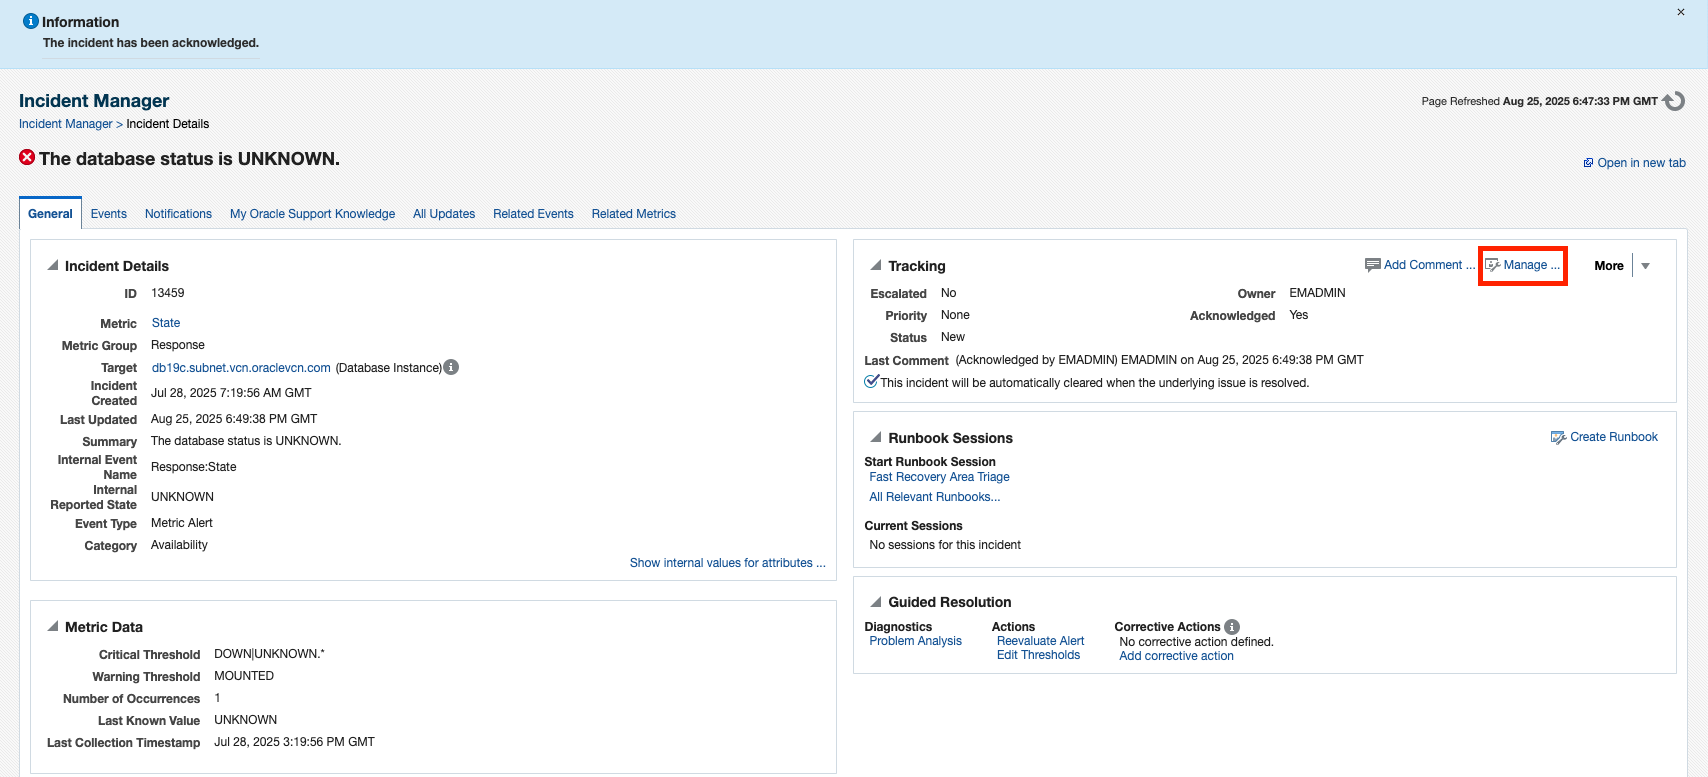 Information
The incident has been acknowledged.
×
Incident Manager
Page Refreshed Aug 25, 2025 6:47:33 PM GMT
Incident Manager > Incident Details
The database status is UNKNOWN.
Open in new tab
General Events Notifications My Oracle Support Knowledge All Updates Related Events Related Metrics
Incident Details
ID 13459
Metric State
Metric Group Response
Target db19c.subnet.vcn.oraclevcn.com (Database Instance)
Incident Created Jul 28, 2025 7:19:56 AM GMT
Last Updated Aug 25, 2025 6:49:38 PM GMT
Summary The database status is UNKNOWN.
Internal Event Name Response:State
Internal Reported State UNKNOWN
Event Type Metric Alert
Category Availability
Show internal values for attributes ...
Metric Data
Critical Threshold DOWN|UNKNOWN.*
Warning Threshold MOUNTED
Number of Occurrences 1
Last Known Value UNKNOWN
Last Collection Timestamp Jul 28, 2025 3:19:56 PM GMT
Tracking
Add Comment ... Manage ... More
Escalated No Owner EMADMIN
Priority None Acknowledged Yes
Status New
Last Comment (Acknowledged by EMADMIN) EMADMIN on Aug 25, 2025 6:49:38 PM GMT
This incident will be automatically cleared when the underlying issue is resolved.
Runbook Sessions
Create Runbook
Start Runbook Session
Fast Recovery Area Triage
All Relevant Runbooks...
Current Sessions
No sessions for this incident
Guided Resolution
Diagnostics Actions Corrective Actions
Problem Analysis Reevaluate Alert No corrective action defined.
Edit Thresholds Add corrective action